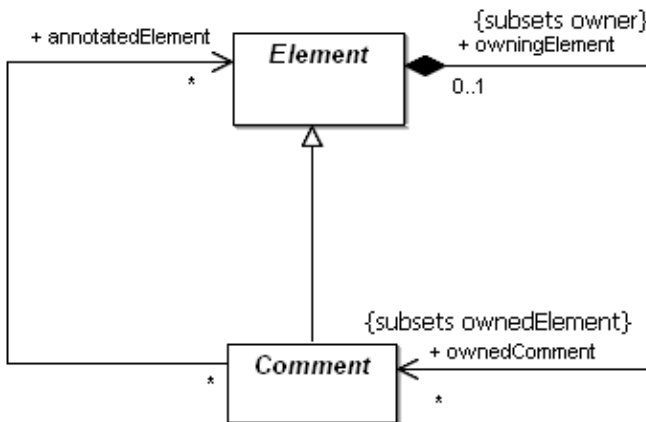 {subsets owner}
+ annotatedElement
Element
+ owningElement
*
0..1
{subsets ownedElement}
+ ownedComment
Comment
*
*